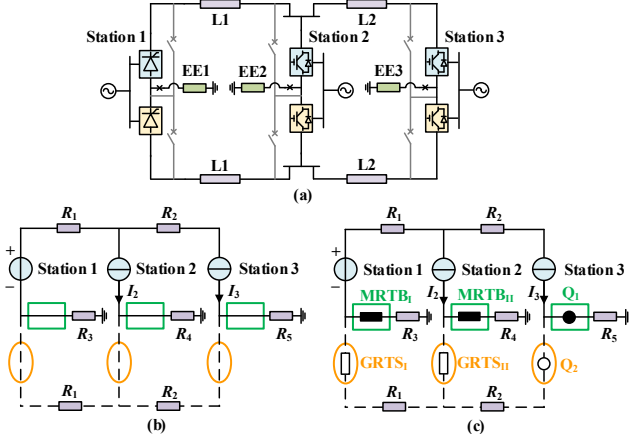 L1 L2
Station 1 Station 2 Station 3
EE1 EE2 EE3
L1 L2
(a)
R1 R2
+ Station 1 Station 2 Station 3
−
I2 I3
R3 R4 R5
R1 R2
(b)
R1 R2
+ Station 1 Station 2 Station 3
−
MRTBI I2 MRTBII I3 Q1
R3 R4 R5
GRTSI GRTSII Q2
R1 R2
(c)